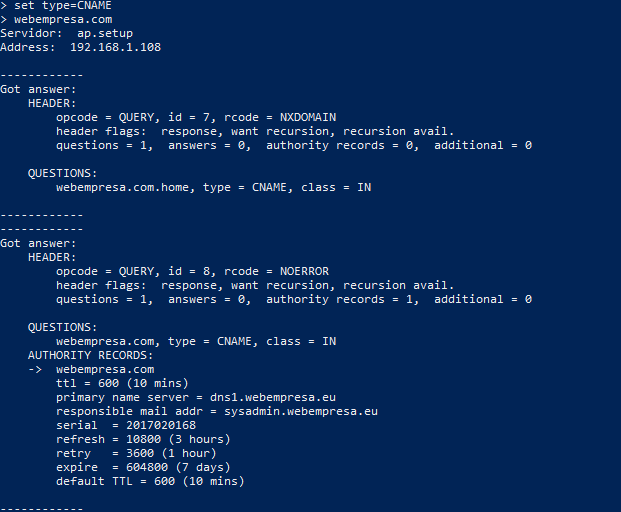 > set type=CNAME
> webempresa.com
Servidor:  ap.setup
Address:  192.168.1.108

------------
Got answer:
    HEADER:
        opcode = QUERY, id = 7, rcode = NXDOMAIN
        header flags:  response, want recursion, recursion avail.
        questions = 1,  answers = 0,  authority records = 0,  additional = 0

    QUESTIONS:
        webempresa.com.home, type = CNAME, class = IN

------------
------------
Got answer:
    HEADER:
        opcode = QUERY, id = 8, rcode = NOERROR
        header flags:  response, want recursion, recursion avail.
        questions = 1,  answers = 0,  authority records = 1,  additional = 0

    QUESTIONS:
        webempresa.com, type = CNAME, class = IN
    AUTHORITY RECORDS:
    ->  webempresa.com
        ttl = 600 (10 mins)
        primary name server = dns1.webempresa.eu
        responsible mail addr = sysadmin.webempresa.eu
        serial  = 2017020168
        refresh = 10800 (3 hours)
        retry   = 3600 (1 hour)
        expire  = 604800 (7 days)
        default TTL = 600 (10 mins)

------------